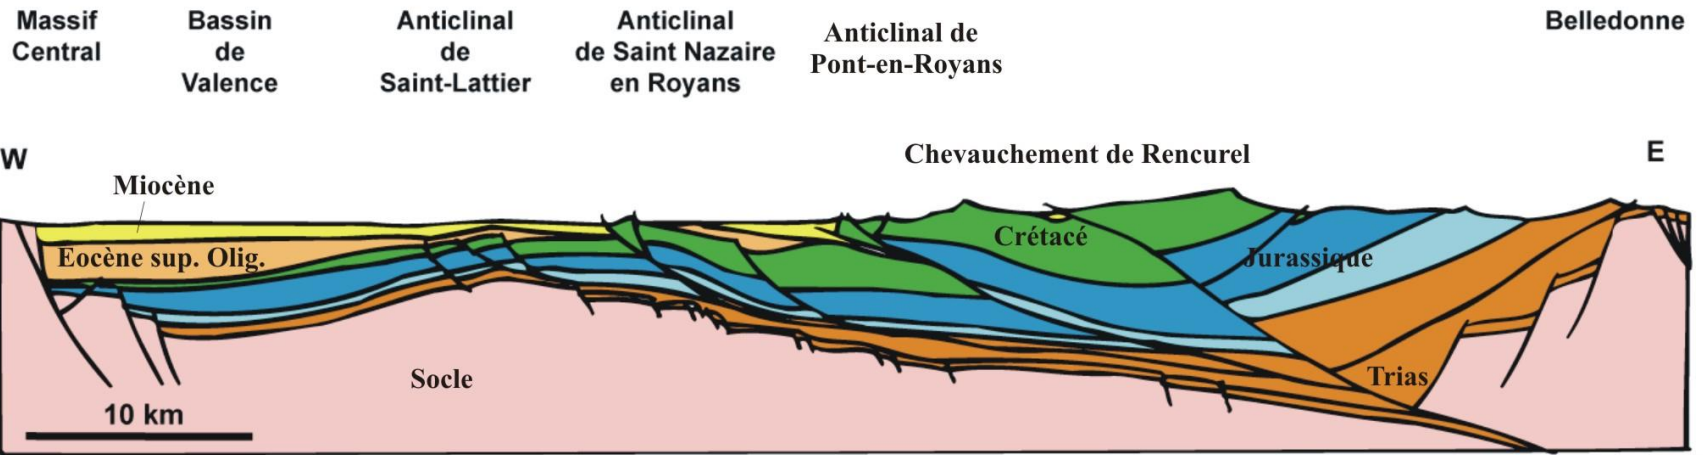 Massif
Central
Bassin
de
Valence
Anticlinal
de
Saint-Lattier
Anticlinal
de Saint Nazaire
en Royans
Anticlinal de
Pont-en-Royans
Belledonne
W
Chevauchement de Rencurel
E
Miocène
Crétacé
Eocène sup. Olig.
Jurassique
Socle
Trias
10 km